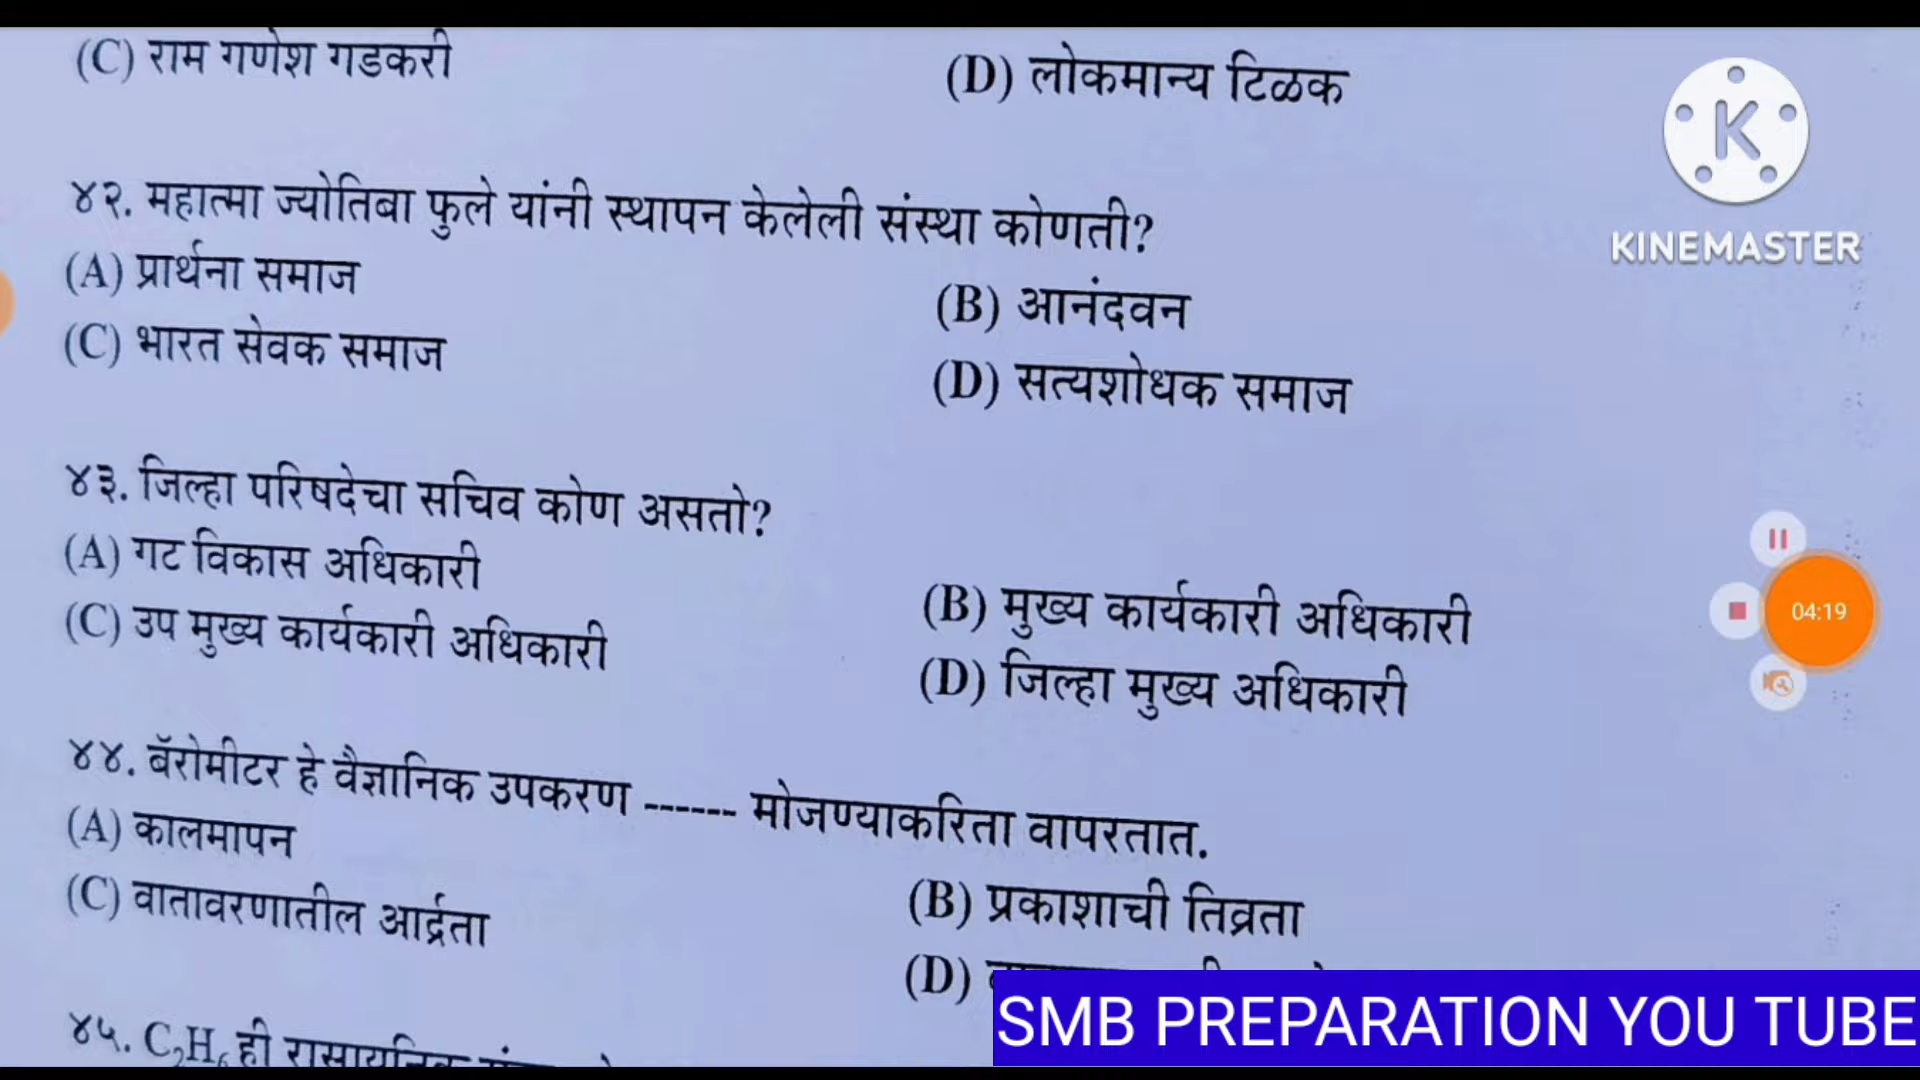 (C) राम गणेश गडकरी
(D) लोकमान्य टिळक
KINEMASTER
४२. महात्मा ज्योतिबा फुले यांनी स्थापन केलेली संस्था कोणती?
(A) प्रार्थना समाज
(B) आनंदवन
(C) भारत सेवक समाज
(D) सत्यशोधक समाज
४३. जिल्हा परिषदेचा सचिव कोण असतो?
(A) गट विकास अधिकारी
(B) मुख्य कार्यकारी अधिकारी
(C) उप मुख्य कार्यकारी अधिकारी
(D) जिल्हा मुख्य अधिकारी
04:19
४४. बॅरोमीटर हे वैज्ञानिक उपकरण ------ मोजण्याकरिता वापरतात.
(A) कालमापन
(B) प्रकाशाची तिव्रता
(C) वातावरणातील आर्द्रता
(D)
SMB PREPARATION YOU TUBE
४५. C₂H₆ ही रासायनिक